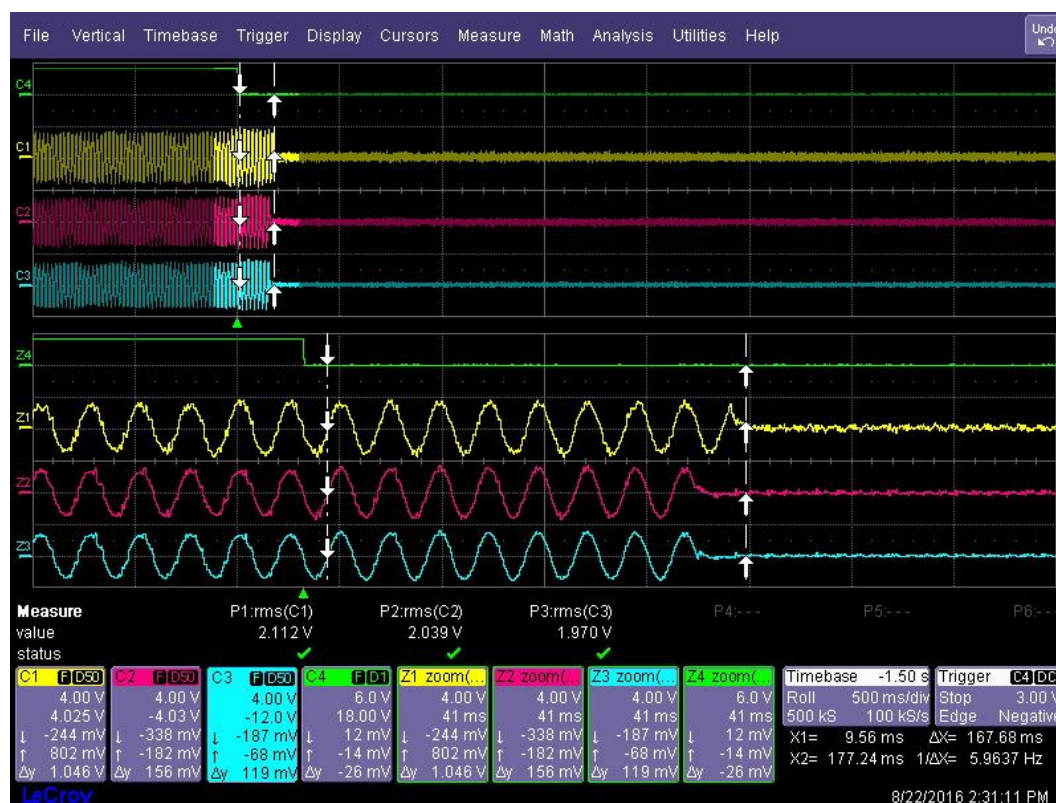 File Vertical Timebase Trigger Display Cursors Measure Math Analysis Utilities Help
C4
C1
C2
C3
Z4
Z1
Z2
Z3
Measure P1:rms(C1) P2:rms(C2) P3:rms(C3) P4:--- P5:--- P6:--
value 2.112 V 2.039 V 1.970 V
status
C1 F D50 C2 F D50 C3 F D50 C4 F D1 Z1 zoom(... Z2 zoom(... Z3 zoom(... Z4 zoom(... Timebase -1.50 s Trigger C4 DC
4.00 V 4.00 V 4.00 V 6.0 V 4.00 V 4.00 V 4.00 V 6.0 V Roll 500 ms/div Stop 3.00 V
4.025 V -4.03 V -12.0 V 18.00 V 41 ms 41 ms 41 ms 41 ms 500 kS 100 kS/s Edge Negative
↓ -244 mV ↓ -338 mV ↓ -187 mV ↓ 12 mV ↓ -244 mV ↓ -338 mV ↓ -187 mV ↓ 12 mV X1= 9.56 ms ΔX= 167.68 ms
↑ 802 mV ↑ -182 mV ↑ -68 mV ↑ -14 mV ↑ 802 mV ↑ -182 mV ↑ -68 mV ↑ -14 mV X2= 177.24 ms 1/ΔX= 5.9637 Hz
Δy 1.046 V Δy 156 mV Δy 119 mV Δy -26 mV Δy 1.046 V Δy 156 mV Δy 119 mV Δy -26 mV
LeCroy 8/22/2016 2:31:11 PM